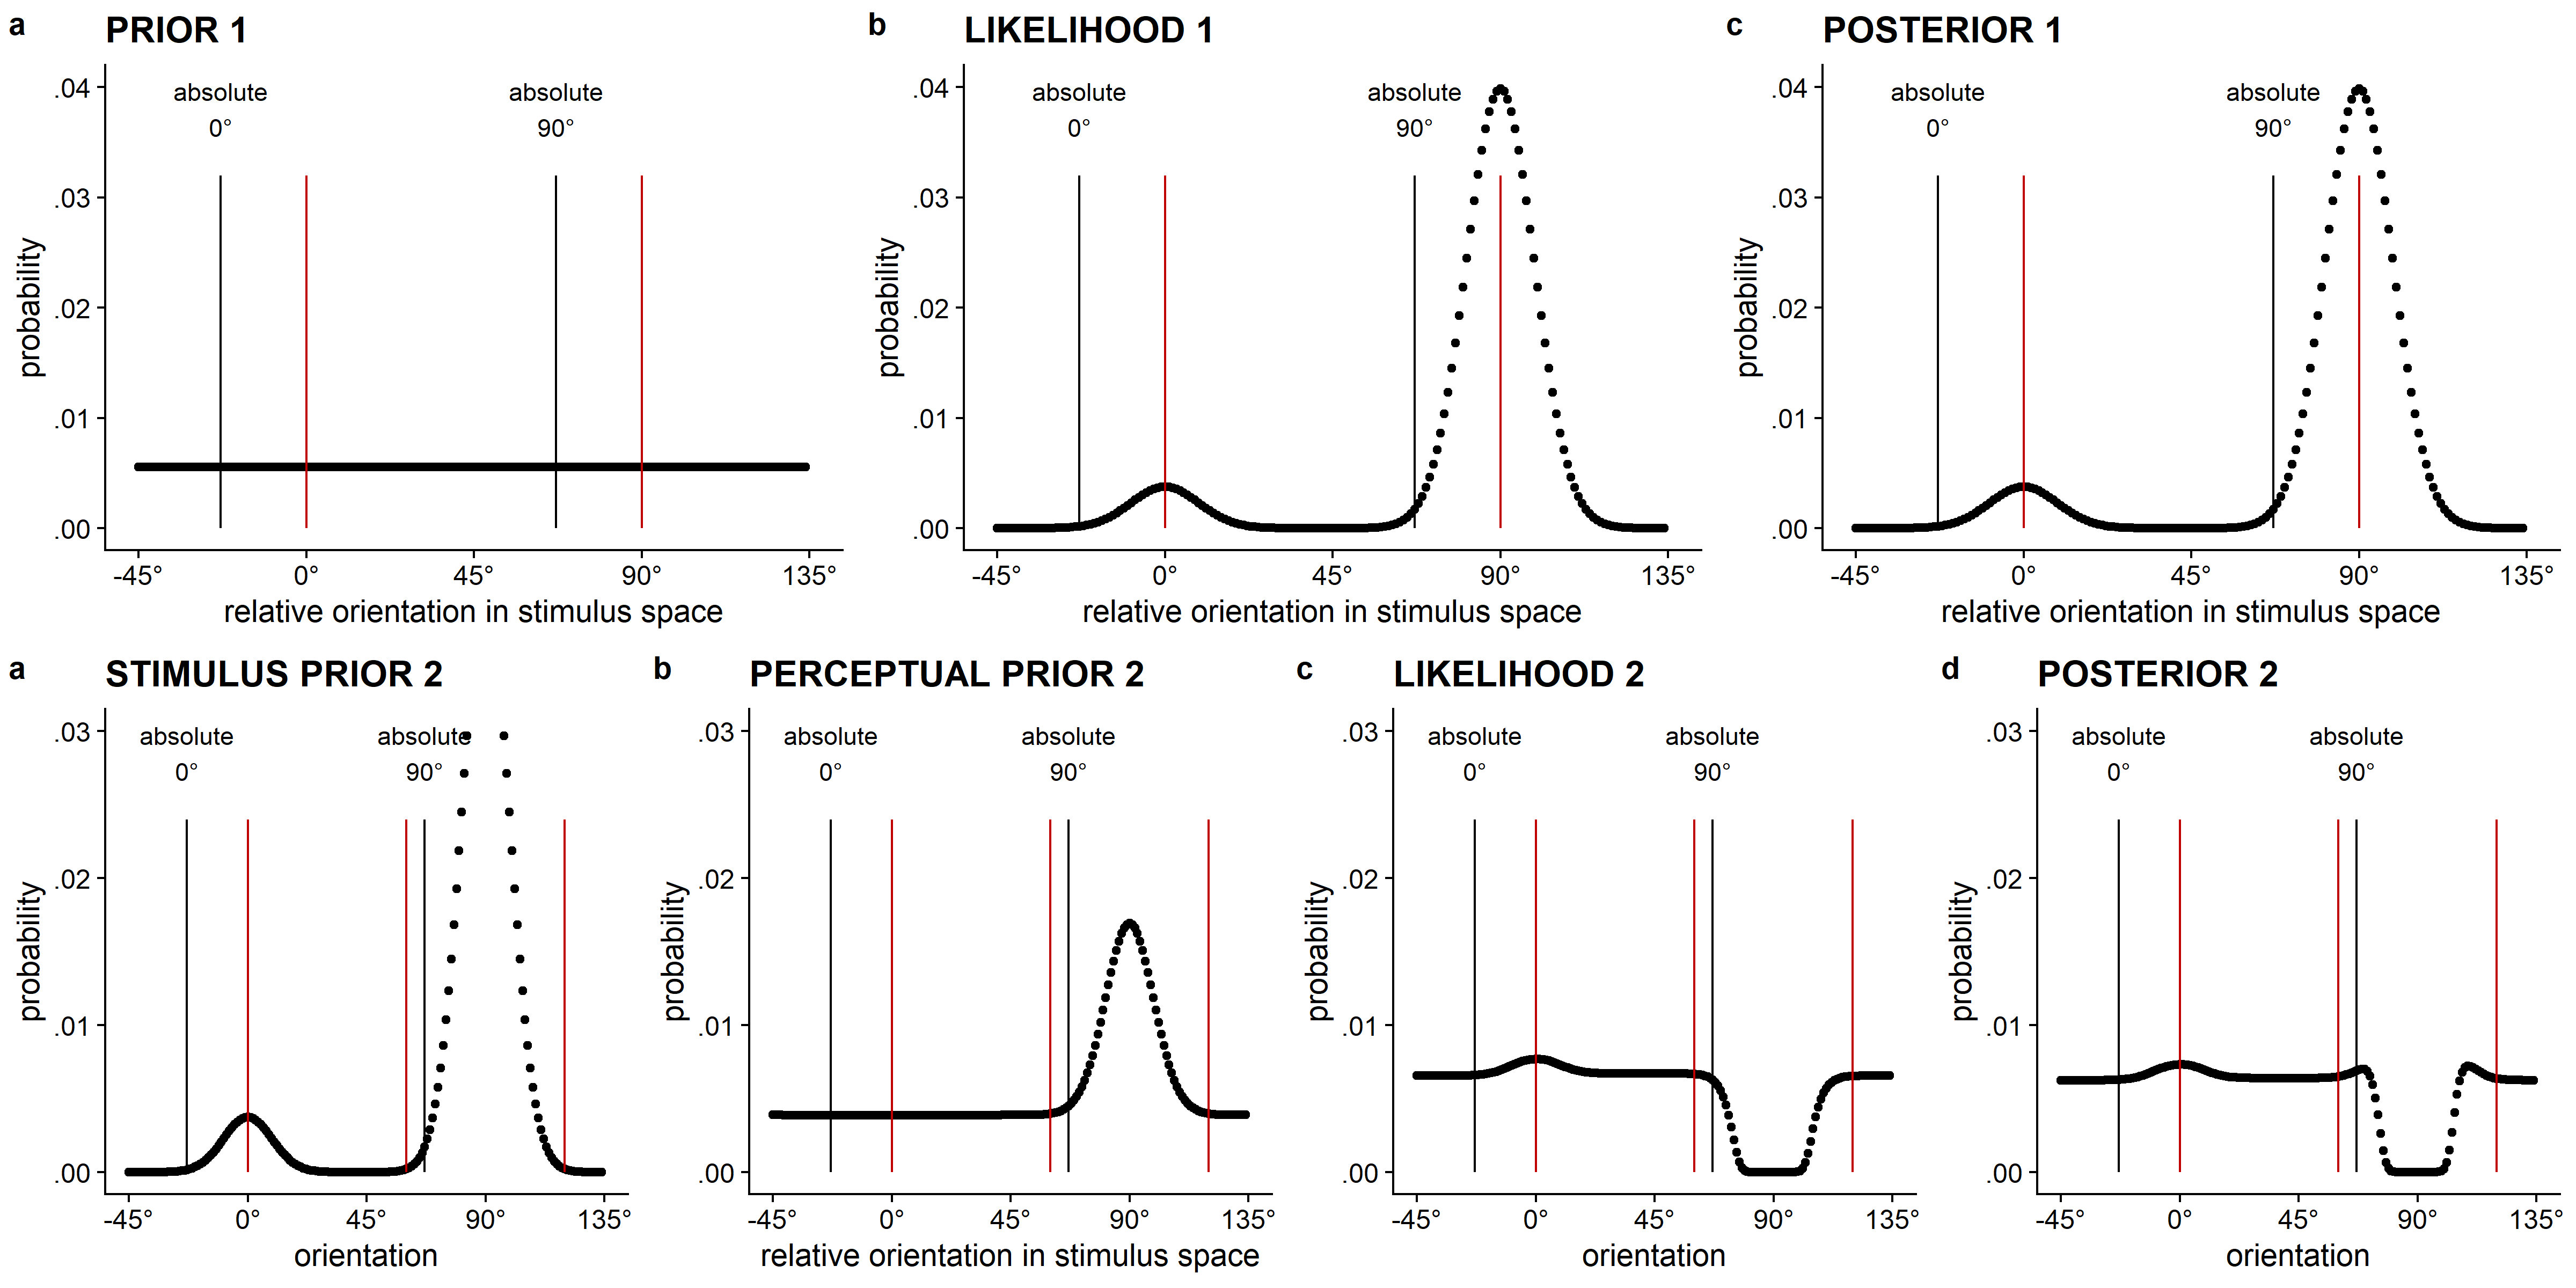 a PRIOR 1
.04
.03
.02
.01
.00
absolute absolute
0° 90°
probability
-45° 0° 45° 90° 135°
relative orientation in stimulus space
b LIKELIHOOD 1
.04
.03
.02
.01
.00
absolute absolute
0° 90°
probability
-45° 0° 45° 90° 135°
relative orientation in stimulus space
c POSTERIOR 1
.04
.03
.02
.01
.00
absolute absolute
0° 90°
probability
-45° 0° 45° 90° 135°
relative orientation in stimulus space
a STIMULUS PRIOR 2
.03
.02
.01
.00
absolute absolute
0° 90°
probability
-45° 0° 45° 90° 135°
orientation
b PERCEPTUAL PRIOR 2
.03
.02
.01
.00
absolute absolute
0° 90°
probability
-45° 0° 45° 90° 135°
relative orientation in stimulus space
c LIKELIHOOD 2
.03
.02
.01
.00
absolute absolute
0° 90°
probability
-45° 0° 45° 90° 135°
orientation
d POSTERIOR 2
.03
.02
.01
.00
absolute absolute
0° 90°
probability
-45° 0° 45° 90° 135°
orientation